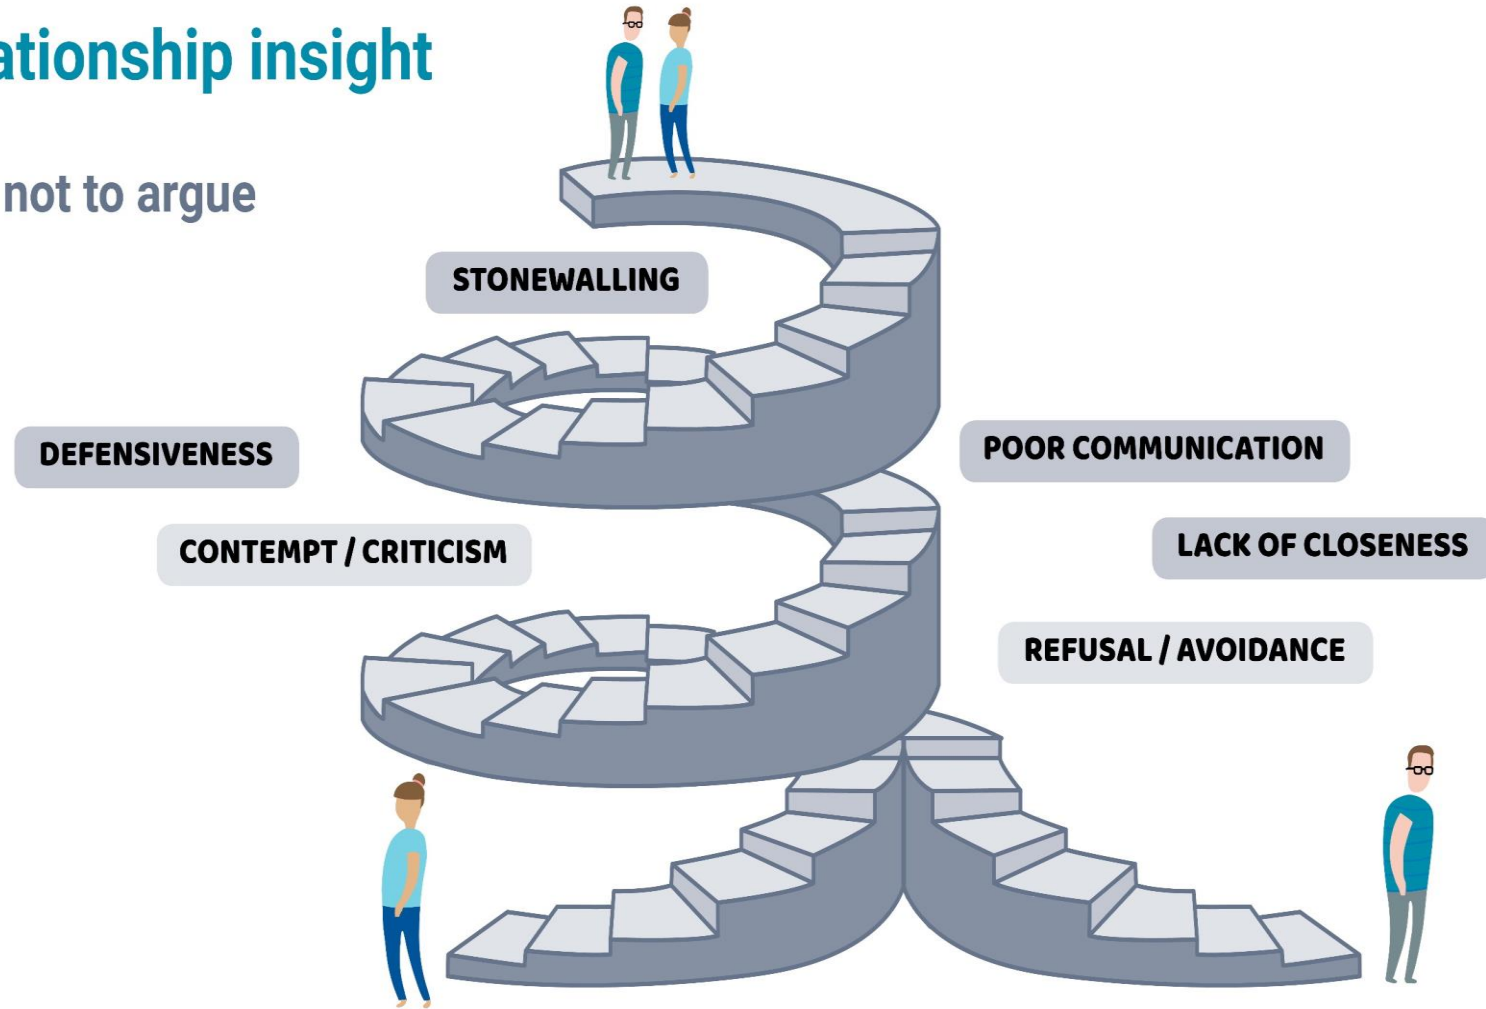 ationship insight
not to argue
STONEWALLING
DEFENSIVENESS
POOR COMMUNICATION
CONTEMPT / CRITICISM
LACK OF CLOSENESS
REFUSAL / AVOIDANCE